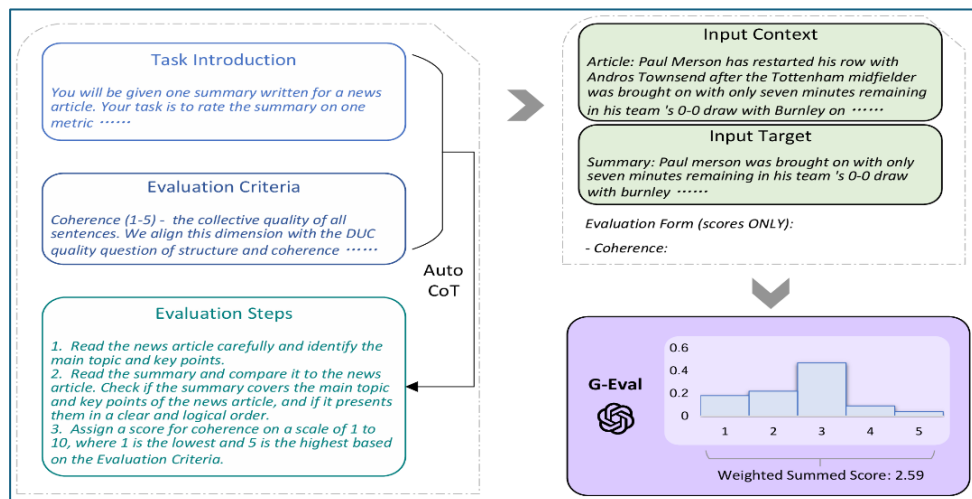 Task Introduction
You will be given one summary written for a news
article. Your task is to rate the summary on one
metric ……
Evaluation Criteria
Coherence (1-5) - the collective quality of all
sentences. We align this dimension with the DUC
quality question of structure and coherence ……
Auto
CoT
Evaluation Steps
1. Read the news article carefully and identify the
main topic and key points.
2. Read the summary and compare it to the news
article. Check if the summary covers the main topic
and key points of the news article, and if it presents
them in a clear and logical order.
3. Assign a score for coherence on a scale of 1 to
10, where 1 is the lowest and 5 is the highest based
on the Evaluation Criteria.
Input Context
Article: Paul Merson has restarted his row with
Andros Townsend after the Tottenham midfielder
was brought on with only seven minutes remaining
in his team 's 0-0 draw with Burnley on ……
Input Target
Summary: Paul merson was brought on with only
seven minutes remaining in his team 's 0-0 draw
with burnley ……
Evaluation Form (scores ONLY):
- Coherence:
G-Eval
0.6
0.4
0.2
0
1 2 3 4 5
Weighted Summed Score: 2.59